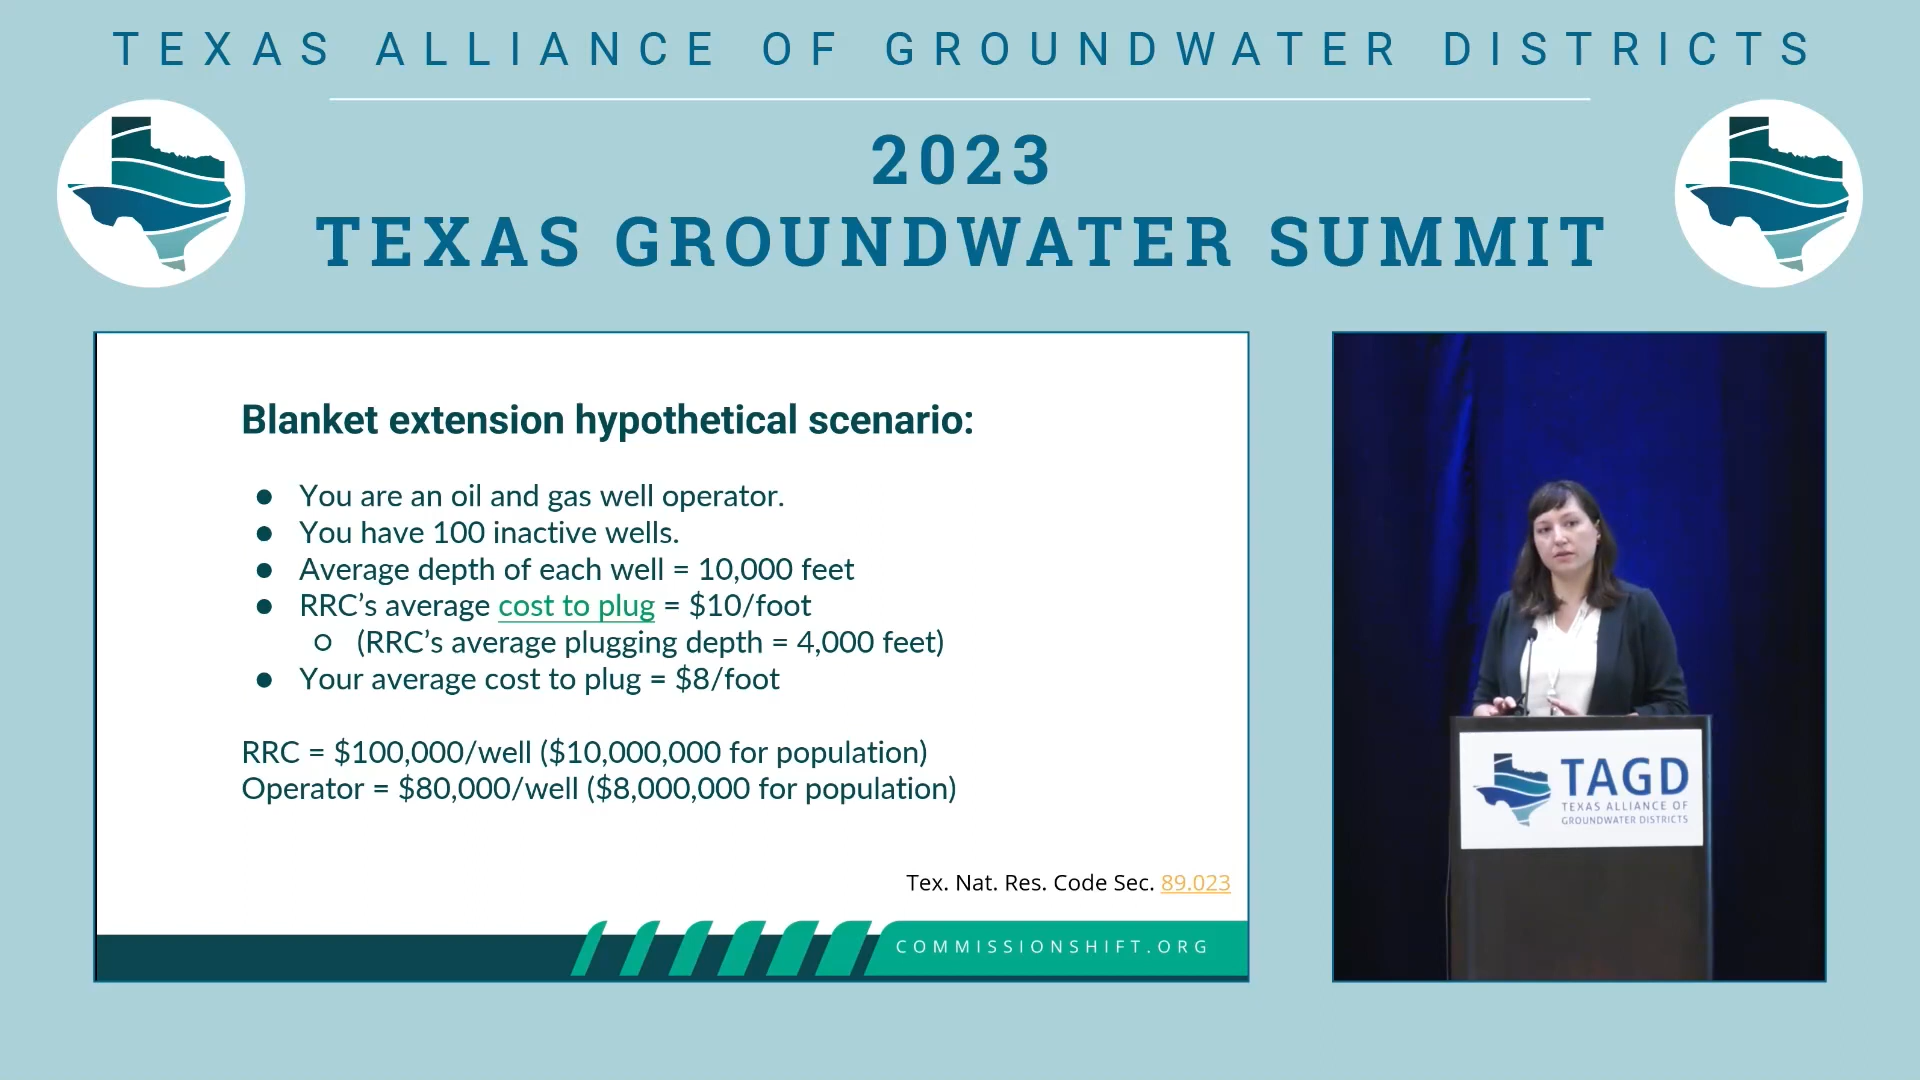 TEXAS ALLIANCE OF GROUNDWATER DISTRICTS
2023
TEXAS GROUNDWATER SUMMIT
Blanket extension hypothetical scenario:
● You are an oil and gas well operator.
● You have 100 inactive wells.
● Average depth of each well = 10,000 feet
● RRC’s average cost to plug = $10/foot
○ (RRC’s average plugging depth = 4,000 feet)
● Your average cost to plug = $8/foot
RRC = $100,000/well ($10,000,000 for population)
Operator = $80,000/well ($8,000,000 for population)
Tex. Nat. Res. Code Sec. 89.023
COMMISSIONSHIFT.ORG
TAGD
TEXAS ALLIANCE OF
GROUNDWATER DISTRICTS